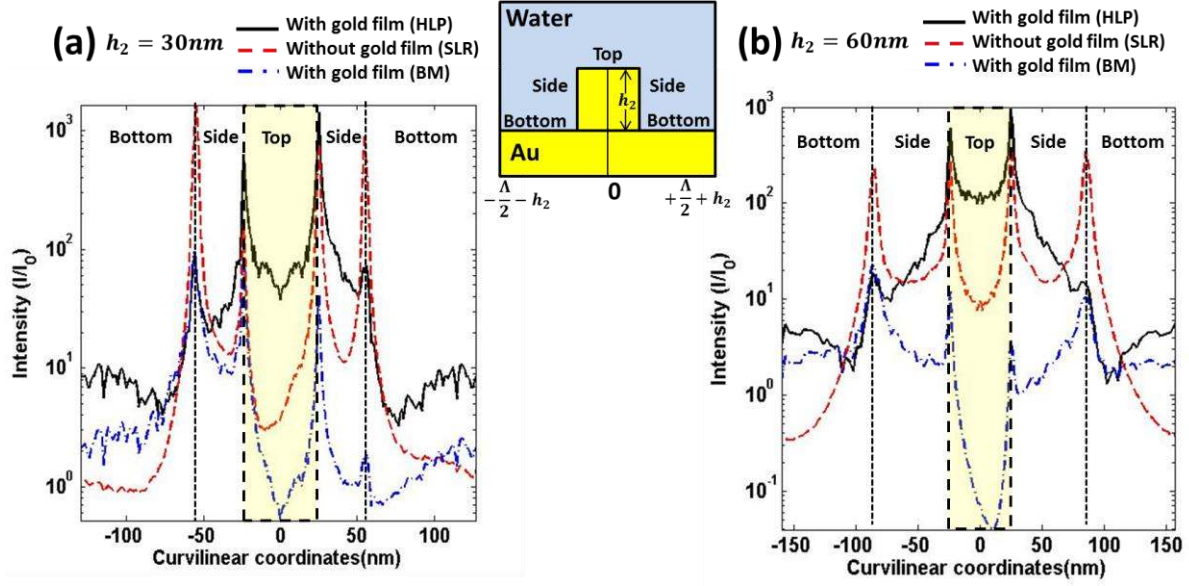 (a) h₂ = 30nm
With gold film (HLP)
Without gold film (SLR)
With gold film (BM)
10³
10²
10¹
10⁰
Intensity (I/I₀)
Bottom Side Top Side Bottom
-100 -50 0 50 100
Curvilinear coordinates(nm)
Water
Top
Side Side
h₂
Bottom Bottom
Au
-Λ/2 - h₂ 0 +Λ/2 + h₂
(b) h₂ = 60nm
With gold film (HLP)
Without gold film (SLR)
With gold film (BM)
10³
10²
10¹
10⁰
10⁻¹
Intensity (I/I₀)
Bottom Side Top Side Bottom
-150 -100 -50 0 50 100 150
Curvilinear coordinates(nm)